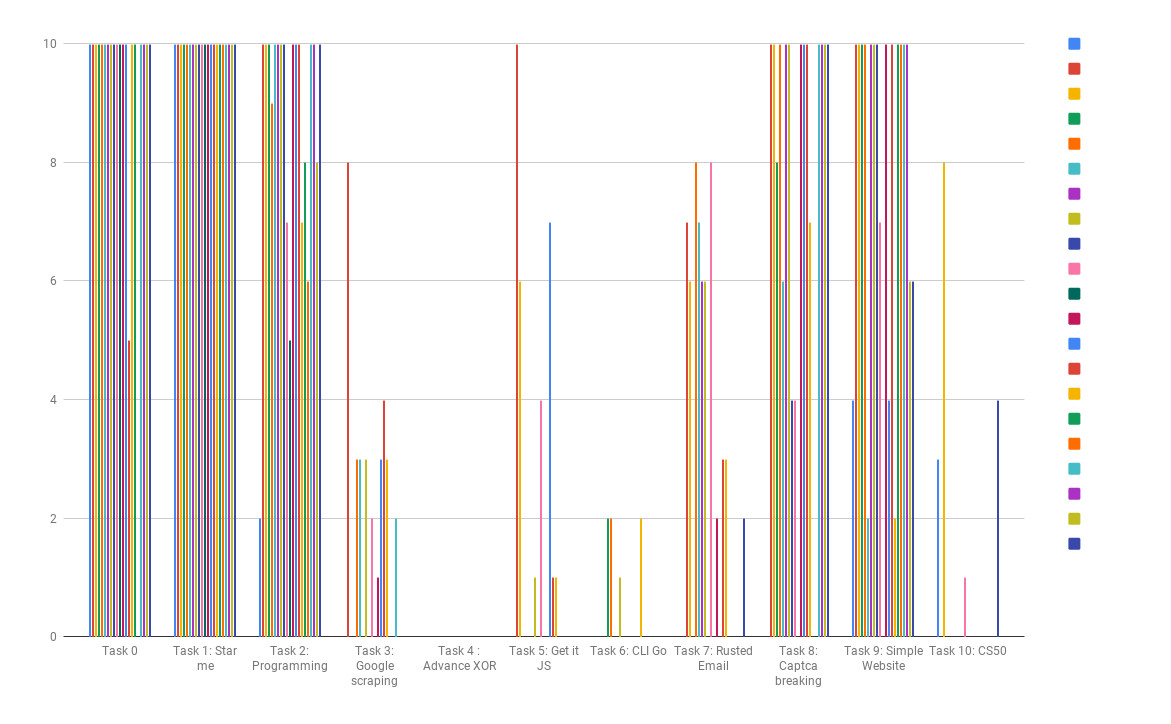 10
8
6
4
2
0
Task 0
Task 1: Star
me
Task 2:
Programming
Task 3:
Google
scraping
Task 4 :
Advance XOR
Task 5: Get it
JS
Task 6: CLI Go
Task 7: Rusted
Email
Task 8:
Captca
breaking
Task 9: Simple
Website
Task 10: CS50